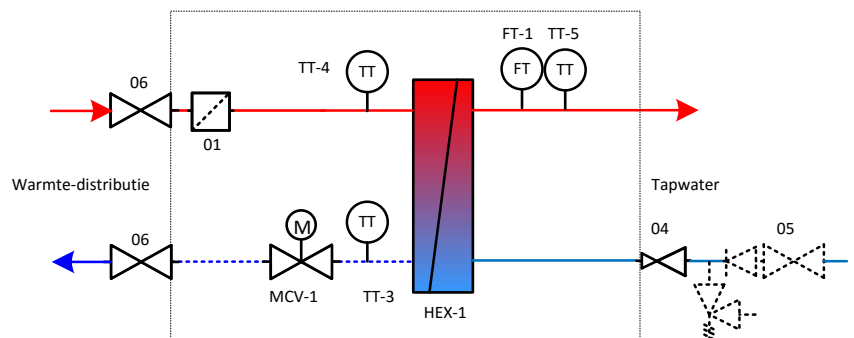 FT-1 TT-5
TT-4 TT FT TT
06
01
Warmte-distributie
Tapwater
06 M TT 04 05
MCV-1 TT-3 HEX-1